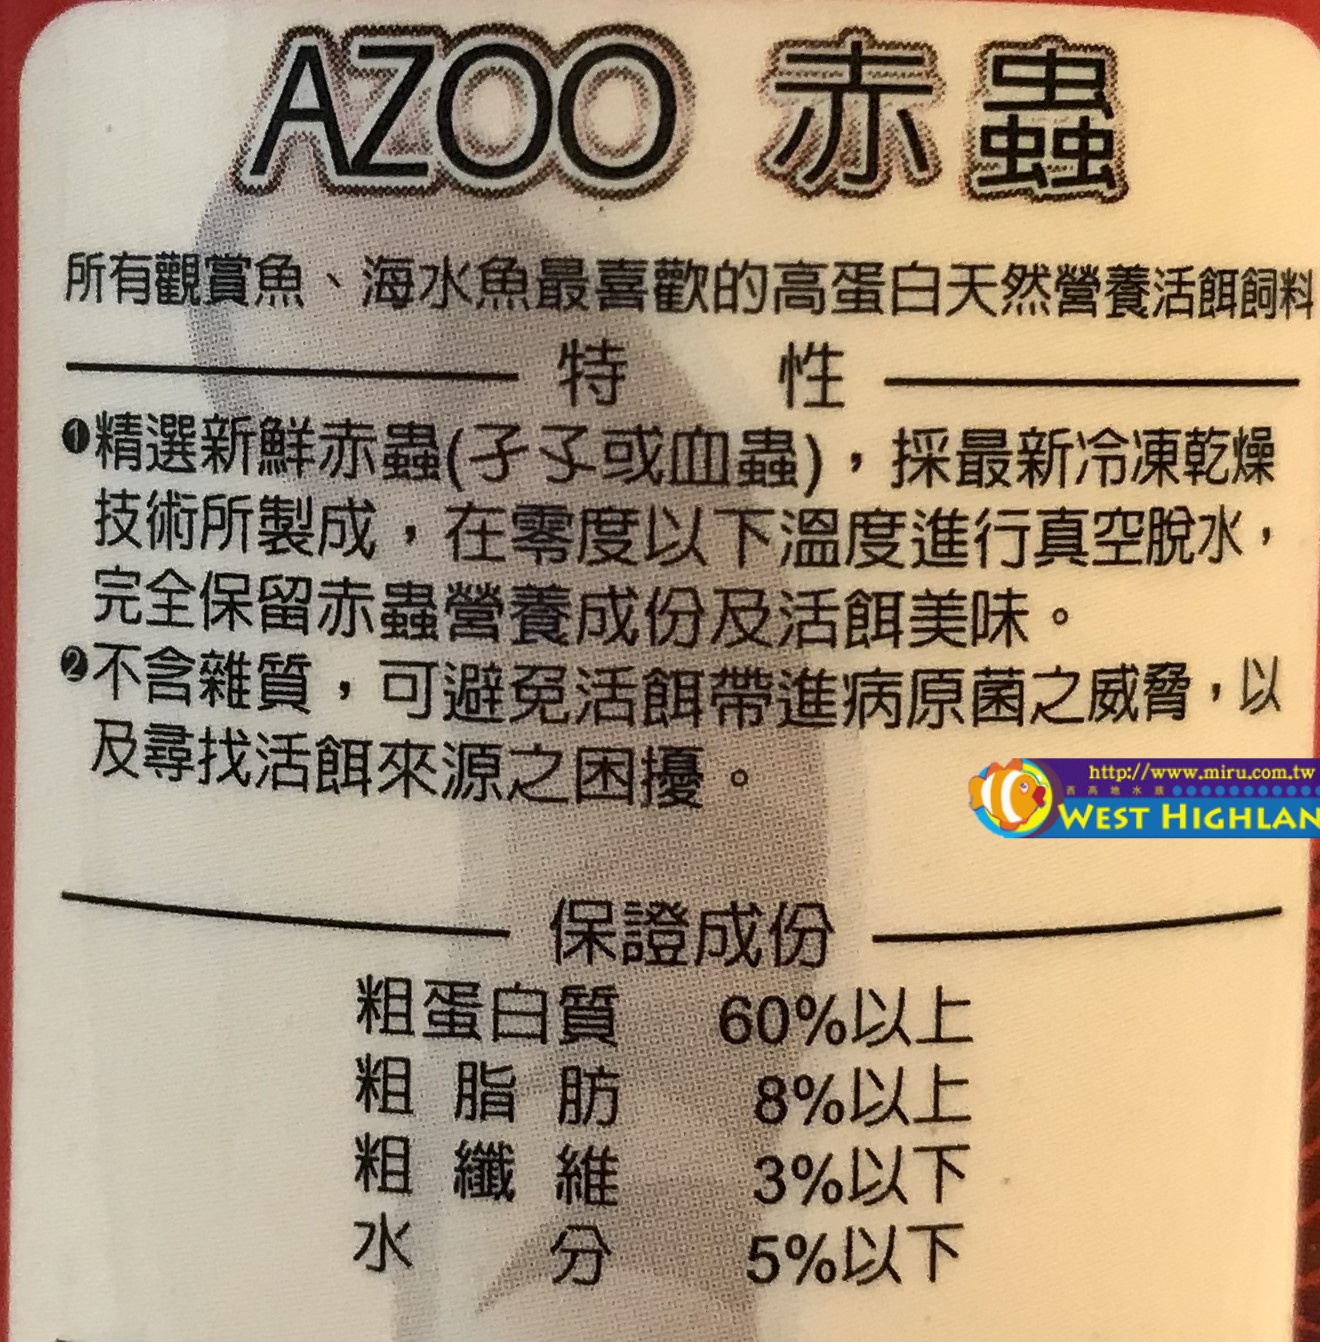 AZOO 赤蟲
所有觀賞魚、海水魚最喜歡的高蛋白天然營養活餌飼料
特 性
❶精選新鮮赤蟲(孑孓或血蟲)，採最新冷凍乾燥
技術所製成，在零度以下溫度進行真空脫水，
完全保留赤蟲營養成份及活餌美味。
❷不含雜質，可避免活餌帶進病原菌之威脅，以
及尋找活餌來源之困擾。
http://www.miru.com.tw
西高地水族
WEST HIGHLAN
保證成份
粗蛋白質 60%以上
粗脂肪 8%以上
粗纖維 3%以下
水分 5%以下